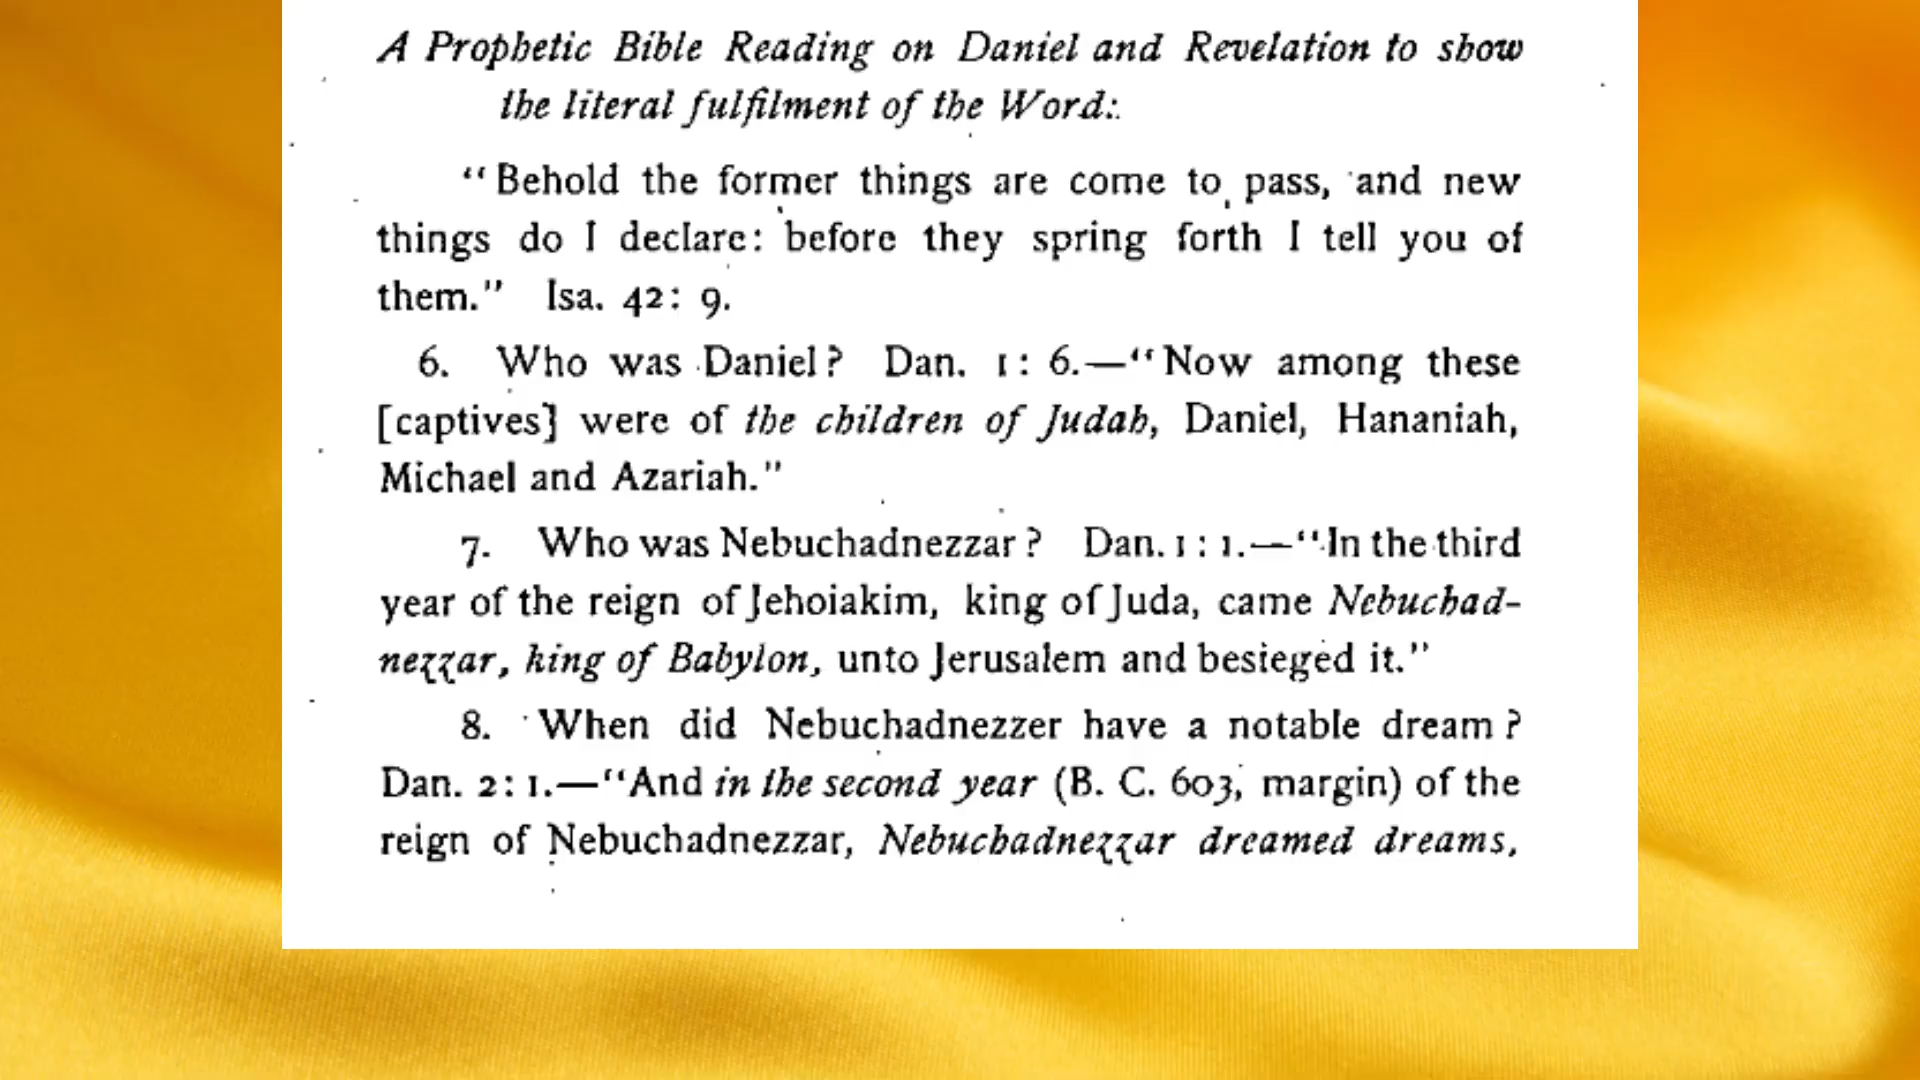 A Prophetic Bible Reading on Daniel and Revelation to show
the literal fulfilment of the Word:
“Behold the former things are come to pass, and new
things do I declare: before they spring forth I tell you of
them.” Isa. 42: 9.
6. Who was Daniel? Dan. 1: 6.—“Now among these
[captives] were of the children of Judah, Daniel, Hananiah,
Michael and Azariah.”
7. Who was Nebuchadnezzar? Dan. 1: 1.—“In the third
year of the reign of Jehoiakim, king of Juda, came Nebuchad-
nezzar, king of Babylon, unto Jerusalem and besieged it.”
8. When did Nebuchadnezzer have a notable dream?
Dan. 2: 1.—“And in the second year (B. C. 603, margin) of the
reign of Nebuchadnezzar, Nebuchadnezzar dreamed dreams,